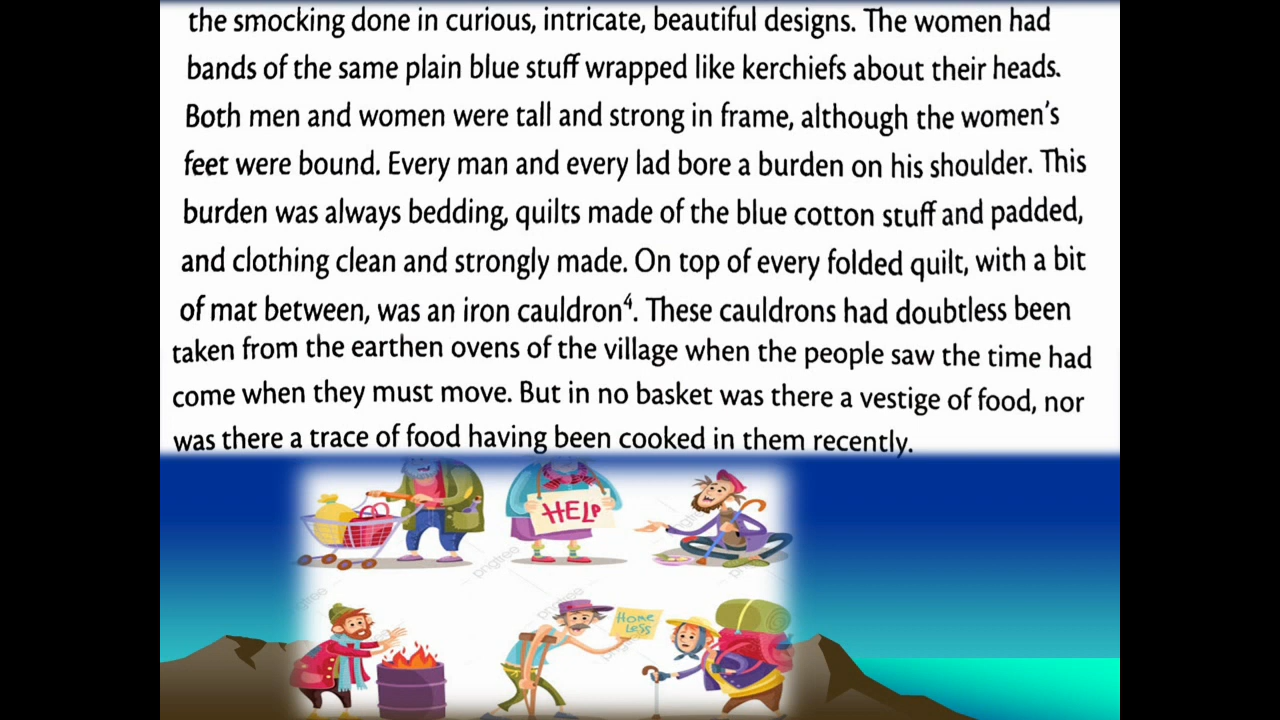 the smocking done in curious, intricate, beautiful designs. The women had
bands of the same plain blue stuff wrapped like kerchiefs about their heads.
Both men and women were tall and strong in frame, although the women's
feet were bound. Every man and every lad bore a burden on his shoulder. This
burden was always bedding, quilts made of the blue cotton stuff and padded,
and clothing clean and strongly made. On top of every folded quilt, with a bit
of mat between, was an iron cauldron⁴. These cauldrons had doubtless been
taken from the earthen ovens of the village when the people saw the time had
come when they must move. But in no basket was there a vestige of food, nor
was there a trace of food having been cooked in them recently.
HELP
pngtree
pngtree
Home
Less